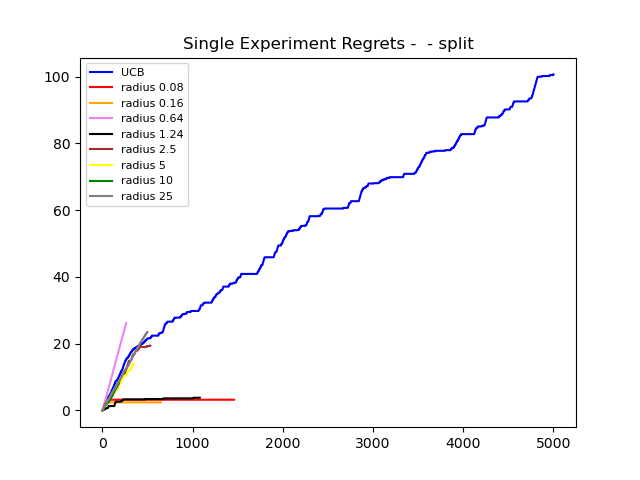 Single Experiment Regrets -  - split
UCB
radius 0.08
radius 0.16
radius 0.64
radius 1.24
radius 2.5
radius 5
radius 10
radius 25
100
80
60
40
20
0
0 1000 2000 3000 4000 5000